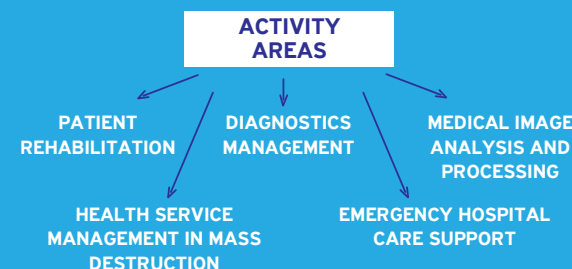 ACTIVITY
AREAS
PATIENT
REHABILITATION
DIAGNOSTICS
MANAGEMENT
MEDICAL IMAGE
ANALYSIS AND
PROCESSING
HEALTH SERVICE
MANAGEMENT IN MASS
DESTRUCTION
EMERGENCY HOSPITAL
CARE SUPPORT